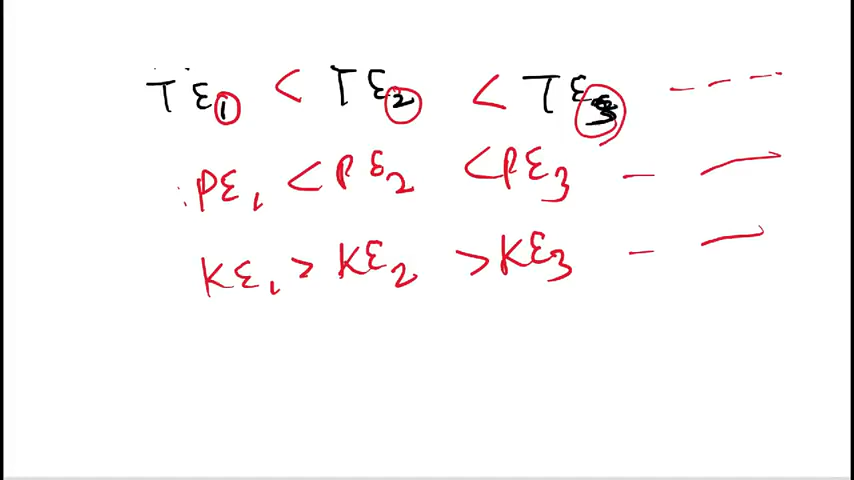 TE₁ < TE₂ < TE₃ ----
PE₁ < PE₂ < PE₃ - —
KE₁ > KE₂ > KE₃ - —